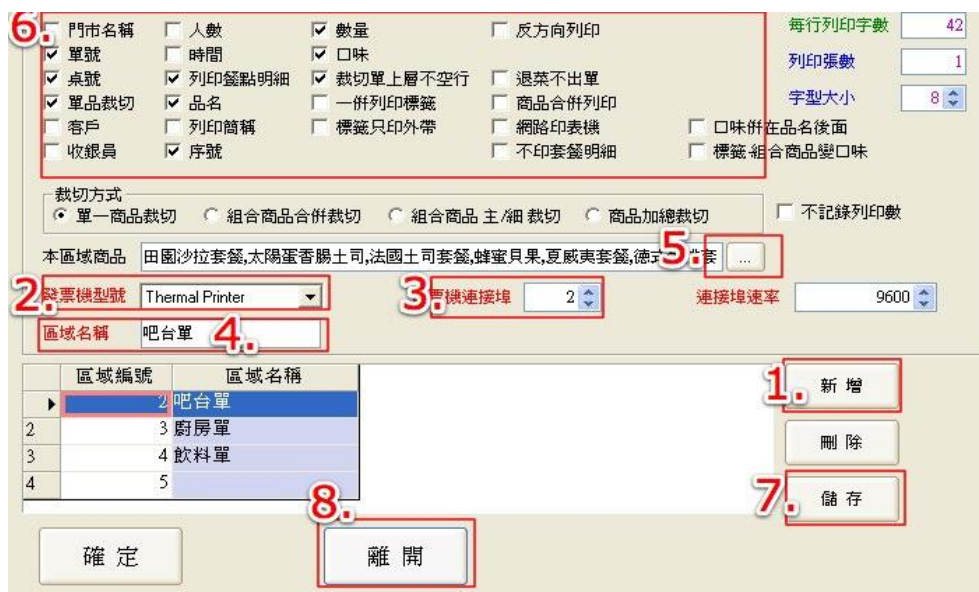 6. 門市名稱 人數 數量 反方向列印 每行列印字數 42
單號 時間 口味 列印張數 1
桌號 列印餐點明細 裁切單上層不空行 退菜不出單
單品裁切 品名 一併列印標籤 商品合併列印 字型大小 8
客戶 列印簡稱 標籤只印外帶 網路印表機 口味併在品名後面
收銀員 序號 不印套餐明細 標籤-組合商品變口味
裁切方式
單一商品裁切 組合商品合併裁切 組合商品 主/細 裁切 商品加總裁切 不記錄列印數
本區域商品 田園沙拉套餐,太陽蛋香腸土司,法國土司套餐,蜂蜜貝果,夏威夷套餐,德式 5. 套 ...
2. 發票機型號 Thermal Printer 3. 票機連接埠 2 連接埠速率 9600
區域名稱 吧台單 4.
區域編號 區域名稱
2 吧台單 1. 新增
2 3 廚房單
3 4 飲料單 刪除
4 5
7. 儲存
8.
確定 離開